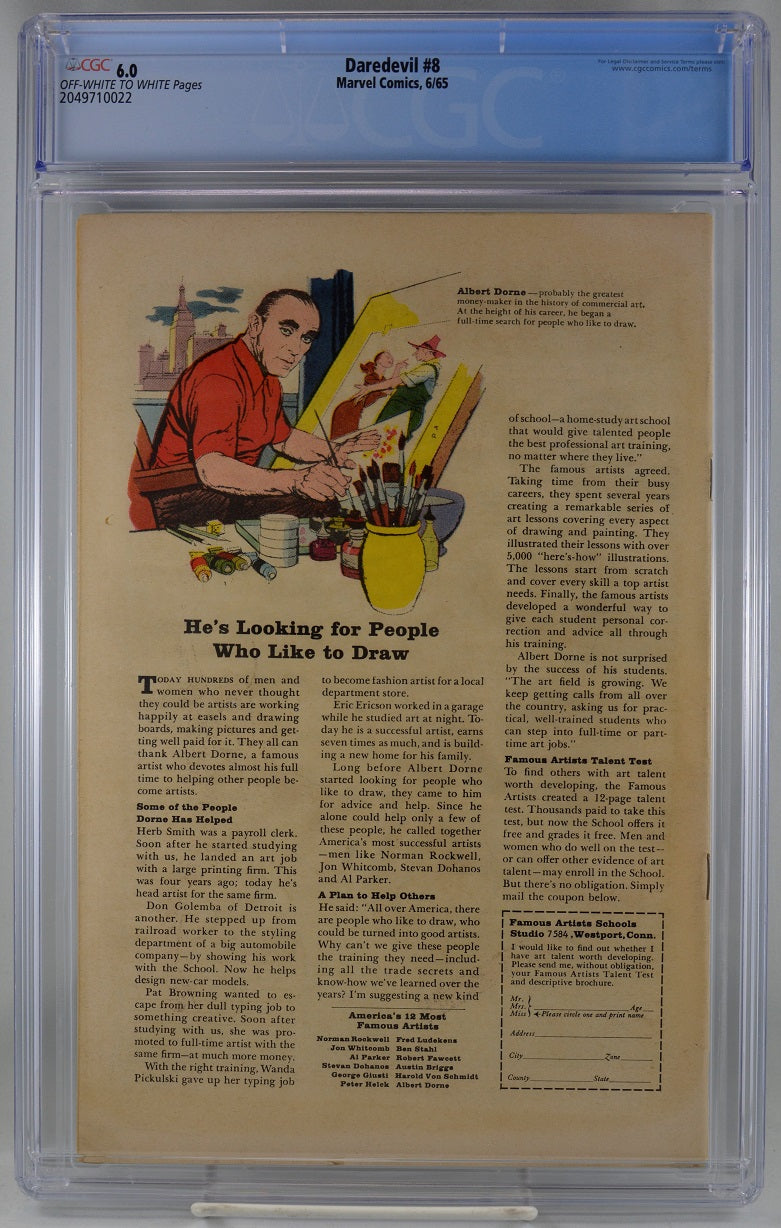 CGC 6.0
OFF-WHITE TO WHITE Pages
2049710022
Daredevil #8
Marvel Comics, 6/65
For Legal Disclaimer and Service Terms please visit:
www.cgccomics.com/terms
CGC
Albert Dorne — probably the greatest
money-maker in the history of commercial art.
At the height of his career, he began a
full-time search for people who like to draw.
He's Looking for People
Who Like to Draw
TODAY HUNDREDS of men and
women who never thought
they could be artists are working
happily at easels and drawing
boards, making pictures and get-
ting well paid for it. They all can
thank Albert Dorne, a famous
artist who devotes almost his full
time to helping other people be-
come artists.
Some of the People
Dorne Has Helped
Herb Smith was a payroll clerk.
Soon after he started studying
with us, he landed an art job
with a large printing firm. This
was four years ago; today he's
head artist for the same firm.
Don Golemba of Detroit is
another. He stepped up from
railroad worker to the styling
department of a big automobile
company—by showing his work
with the School. Now he helps
design new-car models.
Pat Browning wanted to es-
cape from her dull typing job to
something creative. Soon after
studying with us, she was pro-
moted to full-time artist with the
same firm—at much more money.
With the right training, Wanda
Pickulski gave up her typing job
to become fashion artist for a local
department store.
Eric Ericson worked in a garage
while he studied art at night. To-
day he is a successful artist, earns
seven times as much, and is build-
ing a new home for his family.
Long before Albert Dorne
started looking for people who
like to draw, they came to him
for advice and help. Since he
alone could help only a few of
these people, he called together
America's most successful artists
—men like Norman Rockwell,
Jon Whitcomb, Stevan Dohanos
and Al Parker.
A Plan to Help Others
He said: "All over America, there
are people who like to draw, who
could be turned into good artists.
Why can't we give these people
the training they need—includ-
ing all the trade secrets and
know-how we've learned over the
years? I'm suggesting a new kind
America's 12 Most
Famous Artists
Norman Rockwell Fred Ludekens
Jon Whitcomb Ben Stahl
Al Parker Robert Fawcett
Stevan Dohanos Austin Briggs
George Giusti Harold Von Schmidt
Peter Helck Albert Dorne
of school—a home-study art school
that would give talented people
the best professional art training,
no matter where they live."
The famous artists agreed.
Taking time from their busy
careers, they spent several years
creating a remarkable series of
art lessons covering every aspect
of drawing and painting. They
illustrated their lessons with over
5,000 "here's-how" illustrations.
The lessons start from scratch
and cover every skill a top artist
needs. Finally, the famous artists
developed a wonderful way to
give each student personal cor-
rection and advice all through
his training.
Albert Dorne is not surprised
by the success of his students.
"The art field is growing. We
keep getting calls from all over
the country, asking us for prac-
tical, well-trained students who
can step into full-time or part-
time art jobs."
Famous Artists Talent Test
To find others with art talent
worth developing, the Famous
Artists created a 12-page talent
test. Thousands paid to take this
test, but now the School offers it
free and grades it free. Men and
women who do well on the test—
or can offer other evidence of art
talent—may enroll in the School.
But there's no obligation. Simply
mail the coupon below.
Famous Artists Schools
Studio 7584, Westport, Conn.
I would like to find out whether I
have art talent worth developing.
Please send me, without obligation,
your Famous Artists Talent Test
and descriptive brochure.
Mr.
Mrs. Age
Miss Please circle one and print name
Address
City Zone
County State